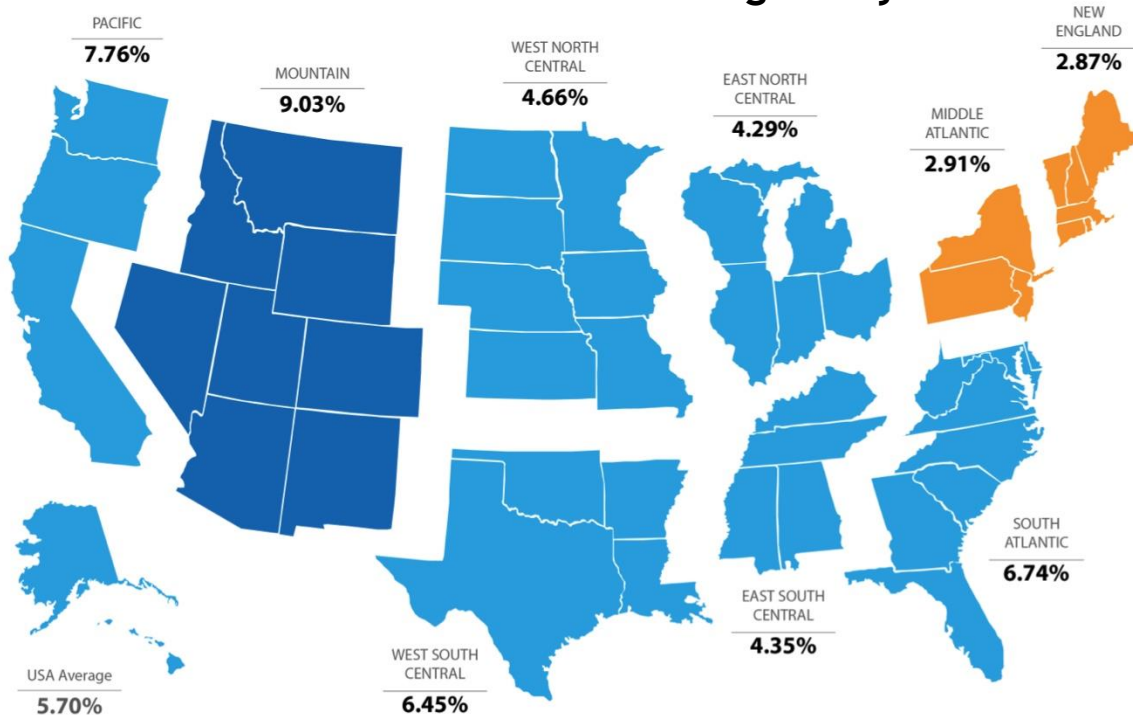 PACIFIC
7.76%
MOUNTAIN
9.03%
WEST NORTH
CENTRAL
4.66%
EAST NORTH
CENTRAL
4.29%
MIDDLE
ATLANTIC
2.91%
NEW
ENGLAND
2.87%
USA Average
5.70%
WEST SOUTH
CENTRAL
6.45%
EAST SOUTH
CENTRAL
4.35%
SOUTH
ATLANTIC
6.74%